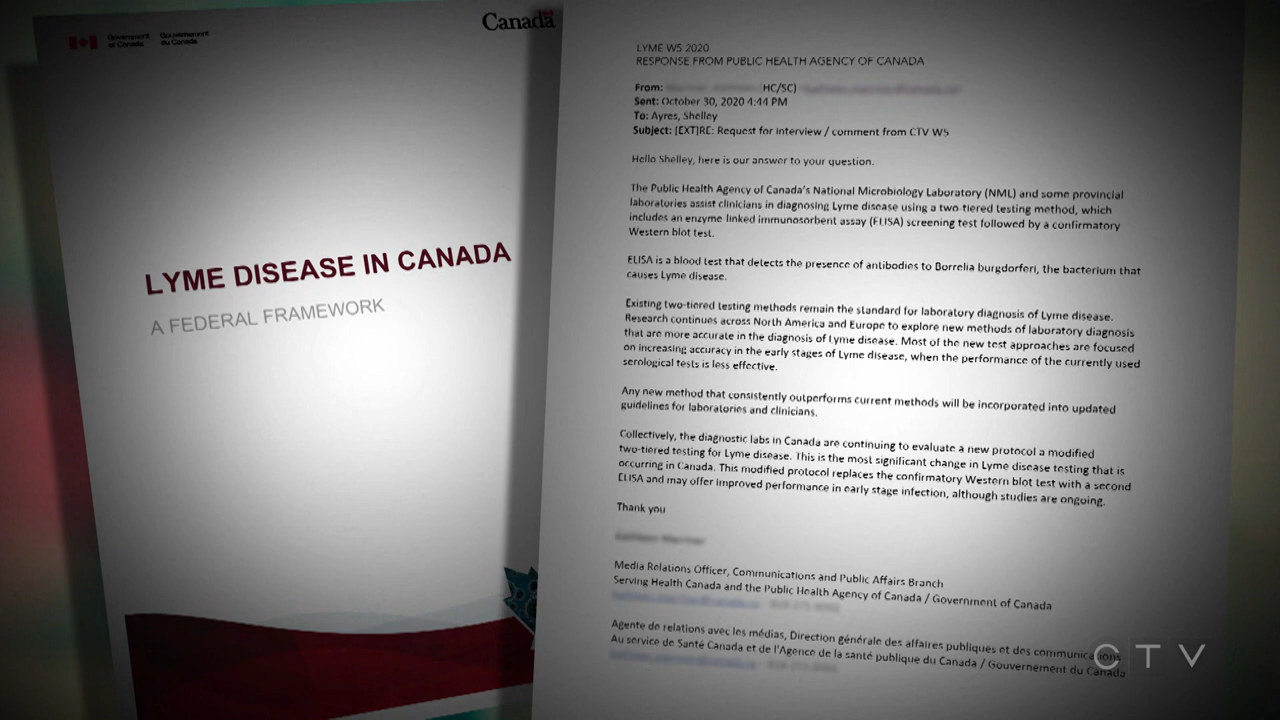 Government of Canada
Gouvernement du Canada
Canada
LYME DISEASE IN CANADA
A FEDERAL FRAMEWORK
LYME W5 2020
RESPONSE FROM PUBLIC HEALTH AGENCY OF CANADA
From: (HC/SC)
Sent: October 30, 2020 4:44 PM
To: Ayres, Shelley
Subject: [EXT]RE: Request for Interview / comment from CTV W5
Hello Shelley, here is our answer to your question.
The Public Health Agency of Canada's National Microbiology Laboratory (NML) and some provincial
laboratories assist clinicians in diagnosing Lyme disease using a two-tiered testing method, which
includes an enzyme linked immunosorbent assay (ELISA) screening test followed by a confirmatory
Western blot test.
ELISA is a blood test that detects the presence of antibodies to Borrelia burgdorferi, the bacterium that
causes Lyme disease.
Existing two-tiered testing methods remain the standard for laboratory diagnosis of Lyme disease.
Research continues across North America and Europe to explore new methods of laboratory diagnosis
that are more accurate in the diagnosis of Lyme disease. Most of the new test approaches are focused
on increasing accuracy in the early stages of Lyme disease, when the performance of the currently used
serological tests is less effective.
Any new method that consistently outperforms current methods will be incorporated into updated
guidelines for laboratories and clinicians.
Collectively, the diagnostic labs in Canada are continuing to evaluate a new protocol a modified
two-tiered testing for Lyme disease. This is the most significant change in Lyme disease testing that is
occurring in Canada. This modified protocol replaces the confirmatory Western blot test with a second
ELISA and may offer improved performance in early stage infection, although studies are ongoing.
Thank you
Media Relations Officer, Communications and Public Affairs Branch
Serving Health Canada and the Public Health Agency of Canada / Government of Canada
Agente de relations avec les médias, Direction générale des affaires publiques et des communications
Au service de Santé Canada et de l'Agence de la santé publique du Canada / Gouvernement du Canada
CTV